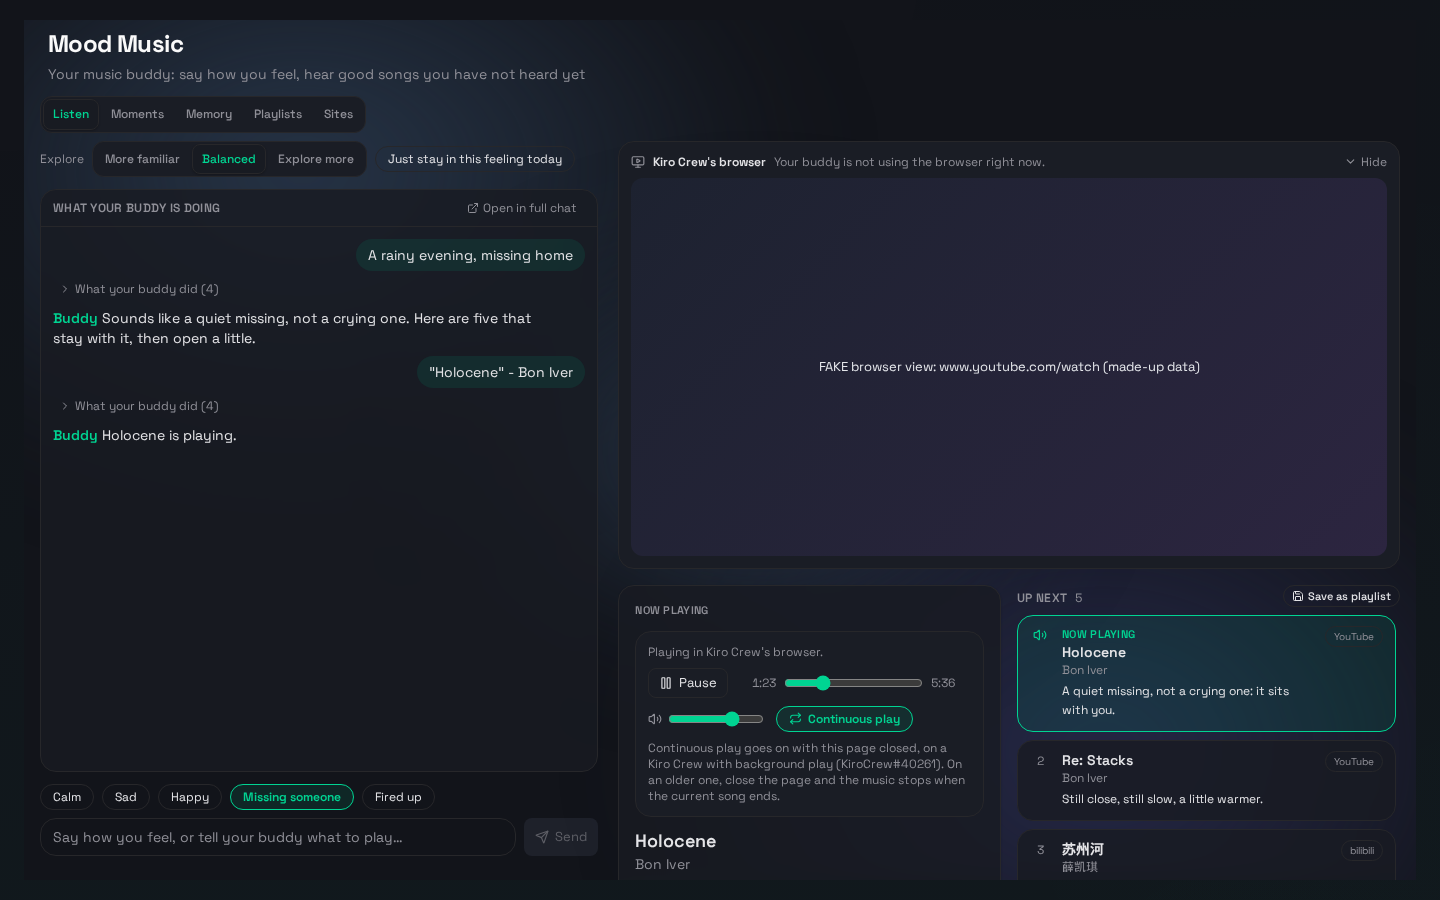 Mood Music
Your music buddy: say how you feel, hear good songs you have not heard yet
Listen Moments Memory Playlists Sites
Explore More familiar Balanced Explore more Just stay in this feeling today
WHAT YOUR BUDDY IS DOING Open in full chat
A rainy evening, missing home
What your buddy did (4)
Buddy Sounds like a quiet missing, not a crying one. Here are five that
stay with it, then open a little.
"Holocene" - Bon Iver
What your buddy did (4)
Buddy Holocene is playing.
Calm Sad Happy Missing someone Fired up
Say how you feel, or tell your buddy what to play...
Send
Kiro Crew's browser Your buddy is not using the browser right now. Hide
FAKE browser view: www.youtube.com/watch (made-up data)
NOW PLAYING
Playing in Kiro Crew's browser.
Pause 1:23 5:36
Continuous play
Continuous play goes on with this page closed, on a
Kiro Crew with background play (KiroCrew#40261). On
an older one, close the page and the music stops when
the current song ends.
Holocene
Bon Iver
UP NEXT 5 Save as playlist
NOW PLAYING YouTube
Holocene
Bon Iver
A quiet missing, not a crying one: it sits
with you.
2 Re: Stacks YouTube
Bon Iver
Still close, still slow, a little warmer.
3 苏州河 bilibili
薛凯琪